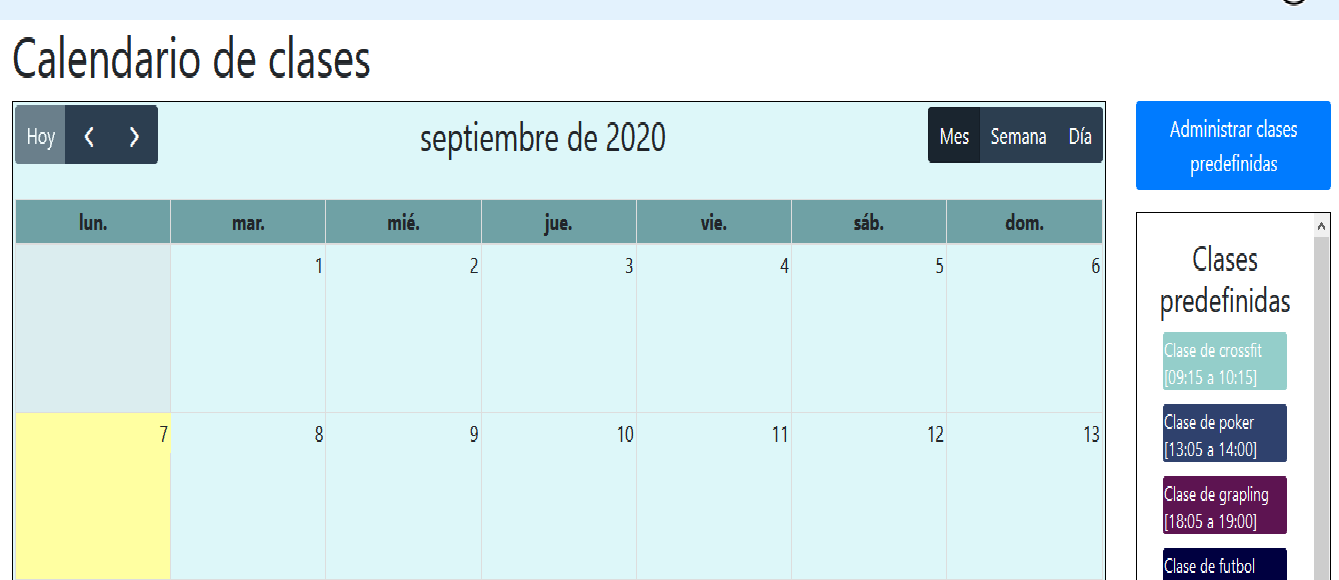 Calendario de clases
Hoy
septiembre de 2020
Mes Semana Día
Administrar clases
predefinidas
lun. mar. mié. jue. vie. sáb. dom.
1 2 3 4 5 6
7 8 9 10 11 12 13
Clases
predefinidas
Clase de crossfit
[09:15 a 10:15]
Clase de poker
[13:05 a 14:00]
Clase de grapling
[18:05 a 19:00]
Clase de futbol